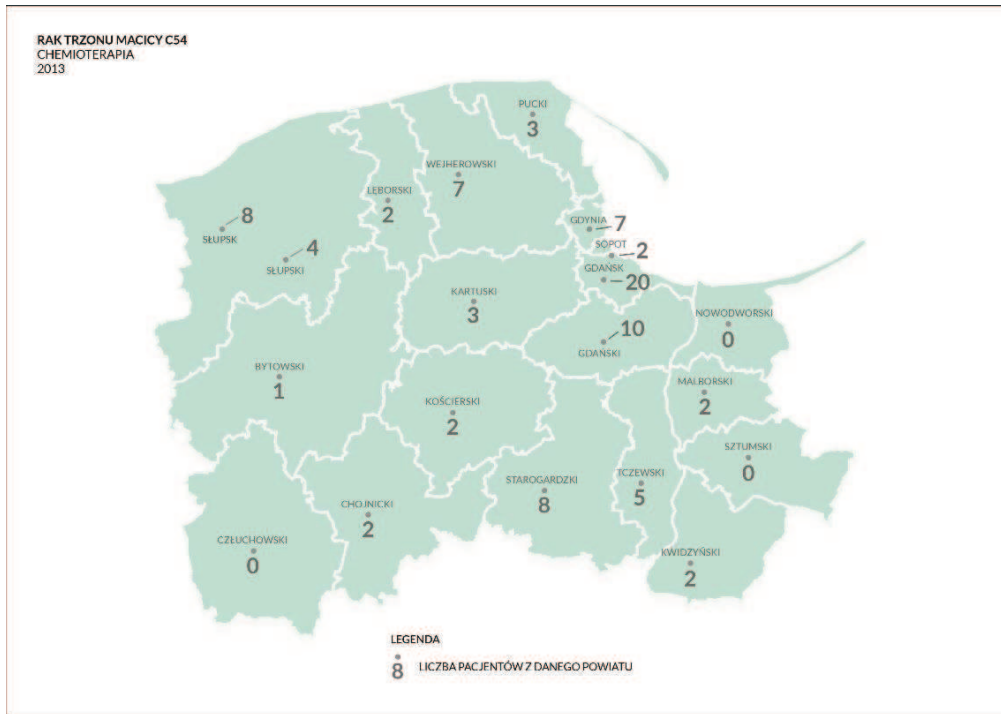 RAK TRZONU MACICY C54
CHEMIOTERAPIA
2013
PUCKI
3
WEJHEROWSKI
7
LĘBORSKI
2
8
SŁUPSK
4
SŁUPSKI
GDYNIA
7
SOPOT
2
GDAŃSK
20
KARTUSKI
3
10
GDAŃSKI
NOWODWORSKI
0
BYTOWSKI
1
KOŚCIERSKI
2
MALBORSKI
2
SZTUMSKI
0
STAROGARDZKI
8
TCZEWSKI
5
CHOJNICKI
2
CZŁUCHOWSKI
0
KWIDZYŃSKI
2
LEGENDA
8 LICZBA PACJENTÓW Z DANEGO POWIATU